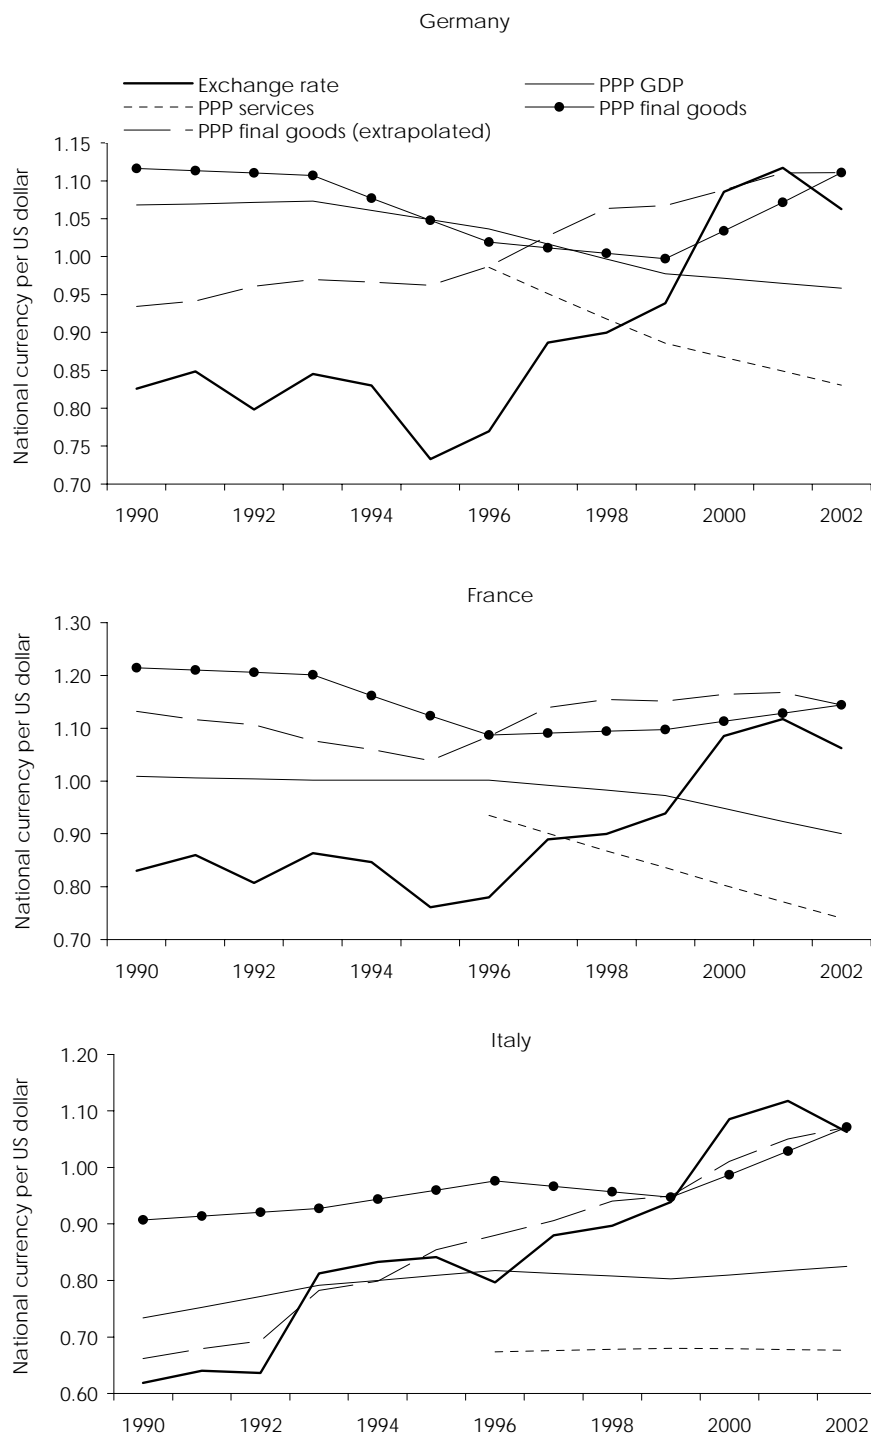 Germany
Exchange rate PPP GDP
PPP services PPP final goods
PPP final goods (extrapolated)
National currency per US dollar
1.15
1.10
1.05
1.00
0.95
0.90
0.85
0.80
0.75
0.70
1990 1992 1994 1996 1998 2000 2002
France
National currency per US dollar
1.30
1.20
1.10
1.00
0.90
0.80
0.70
1990 1992 1994 1996 1998 2000 2002
Italy
National currency per US dollar
1.20
1.10
1.00
0.90
0.80
0.70
0.60
1990 1992 1994 1996 1998 2000 2002